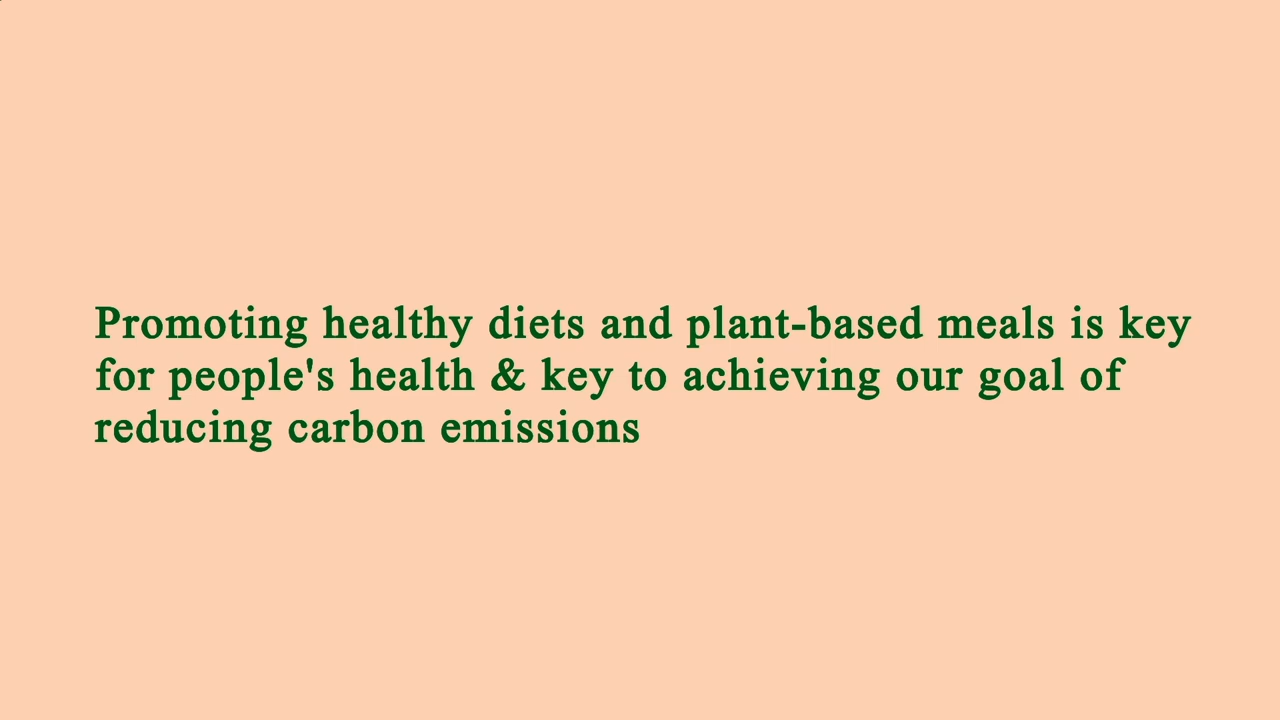 Promoting healthy diets and plant-based meals is key
for people's health & key to achieving our goal of
reducing carbon emissions